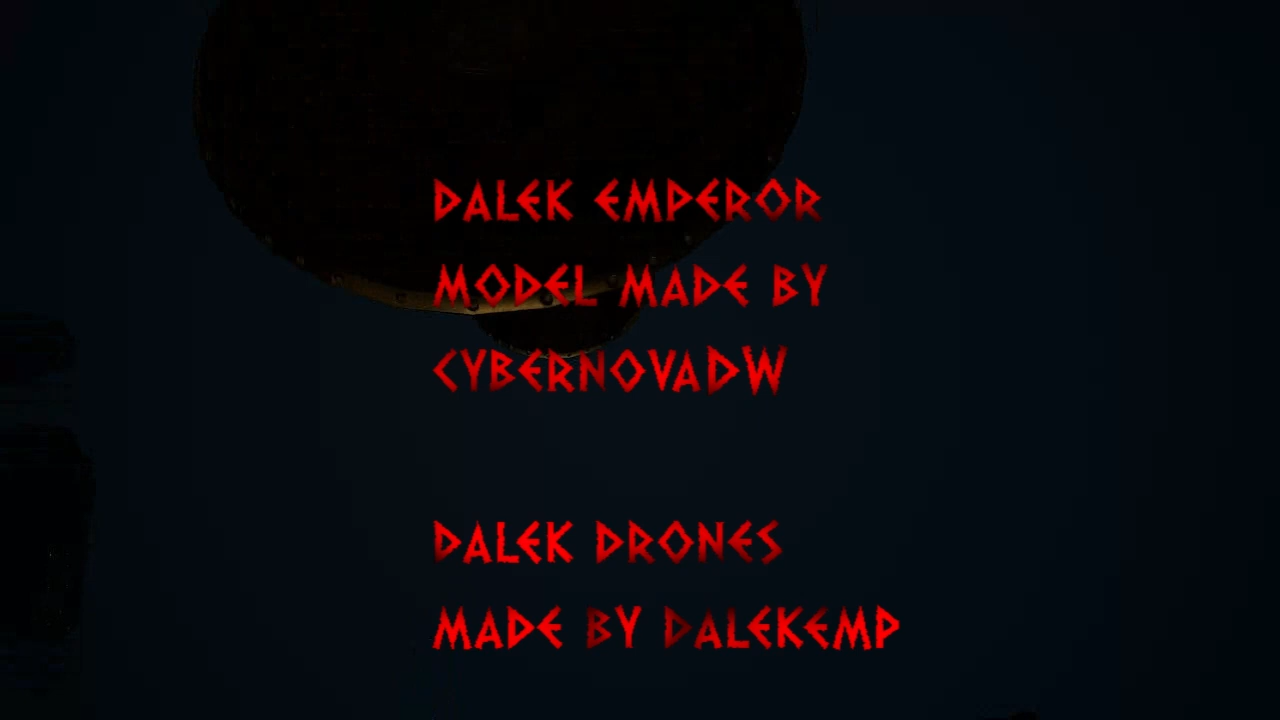 DALEK EMPEROR
MODEL MADE BY
CYBERNOVADW
DALEK DRONES
MADE BY DALEKEMP